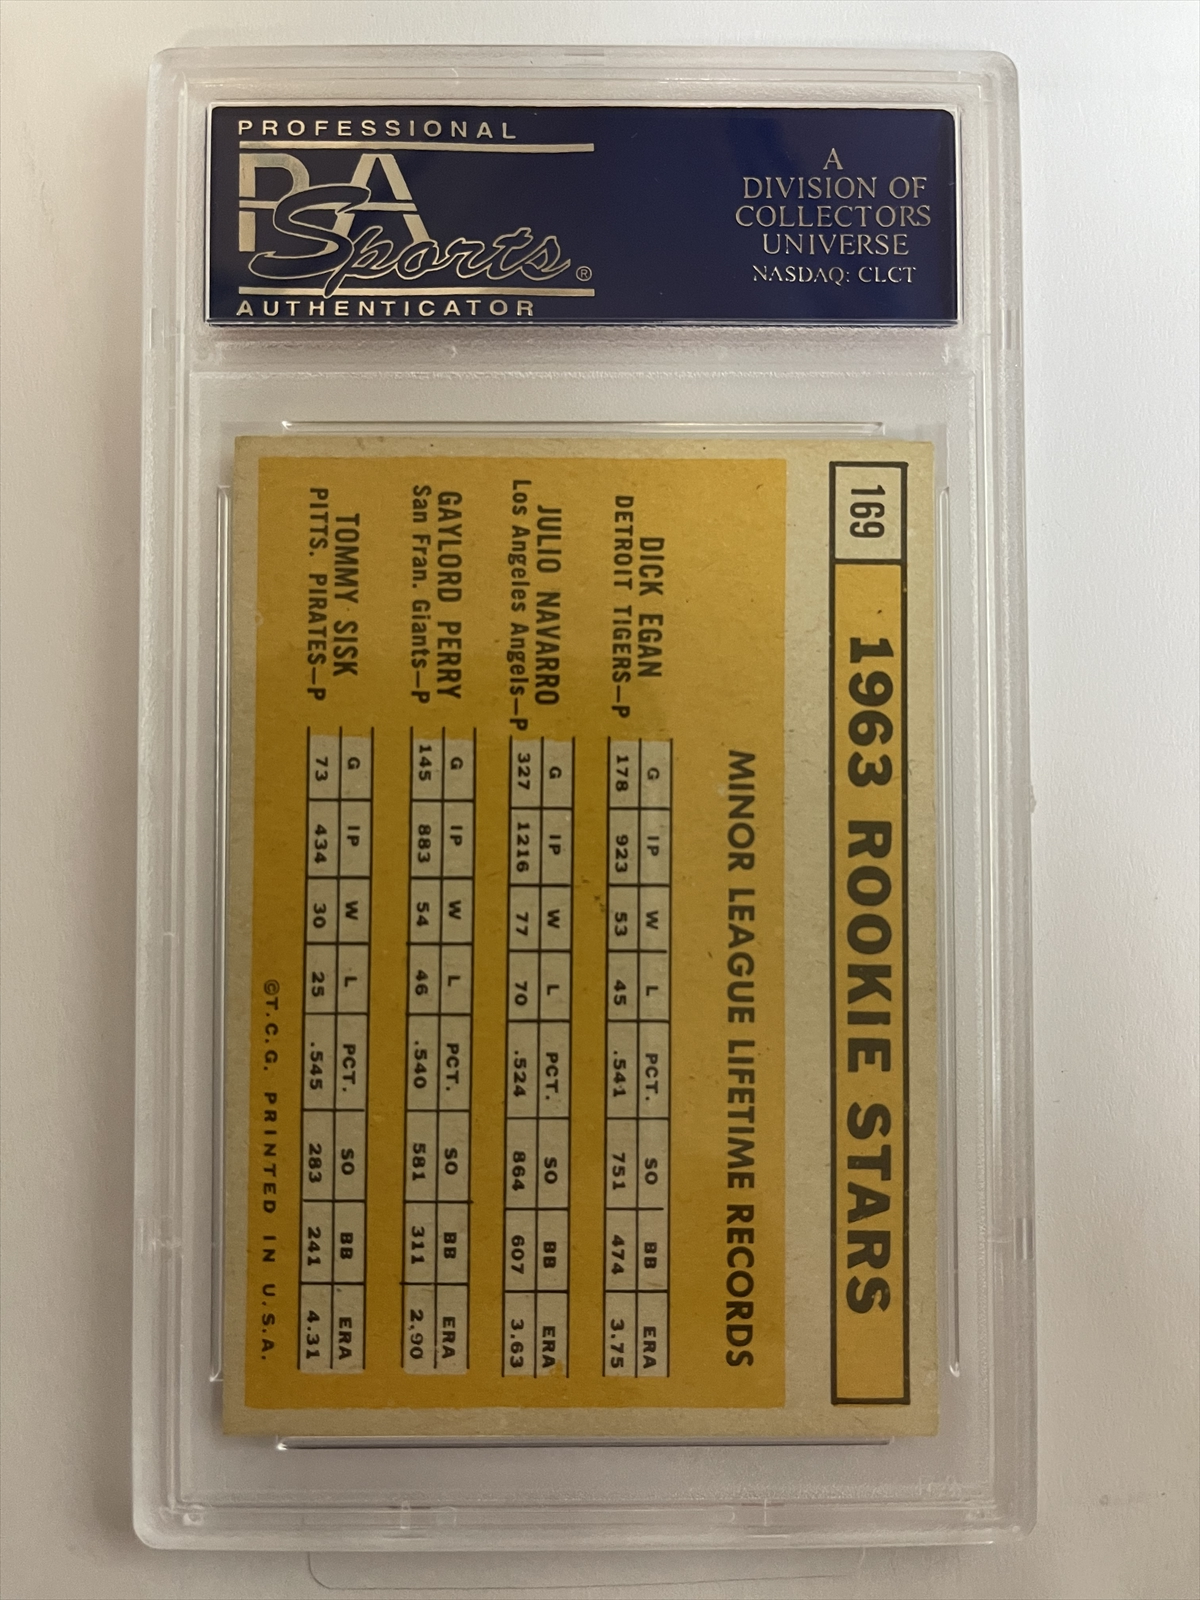 PROFESSIONAL
PSA
Sports®
AUTHENTICATOR
A
DIVISION OF
COLLECTORS
UNIVERSE
NASDAQ: CLCT
169 1963 ROOKIE STARS
MINOR LEAGUE LIFETIME RECORDS
DICK EGAN
DETROIT TIGERS—P
G IP W L PCT. SO BB ERA
178 923 53 45 .541 751 474 3.75
JULIO NAVARRO
Los Angeles Angels—P
G IP W L PCT. SO BB ERA
327 1216 77 70 .524 864 607 3.63
GAYLORD PERRY
San Fran. Giants—P
G IP W L PCT. SO BB ERA
145 883 54 46 .540 581 311 2.90
TOMMY SISK
PITTS. PIRATES—P
G IP W L PCT. SO BB ERA
73 434 30 25 .545 283 241 4.31
©T.C.G. PRINTED IN U.S.A.